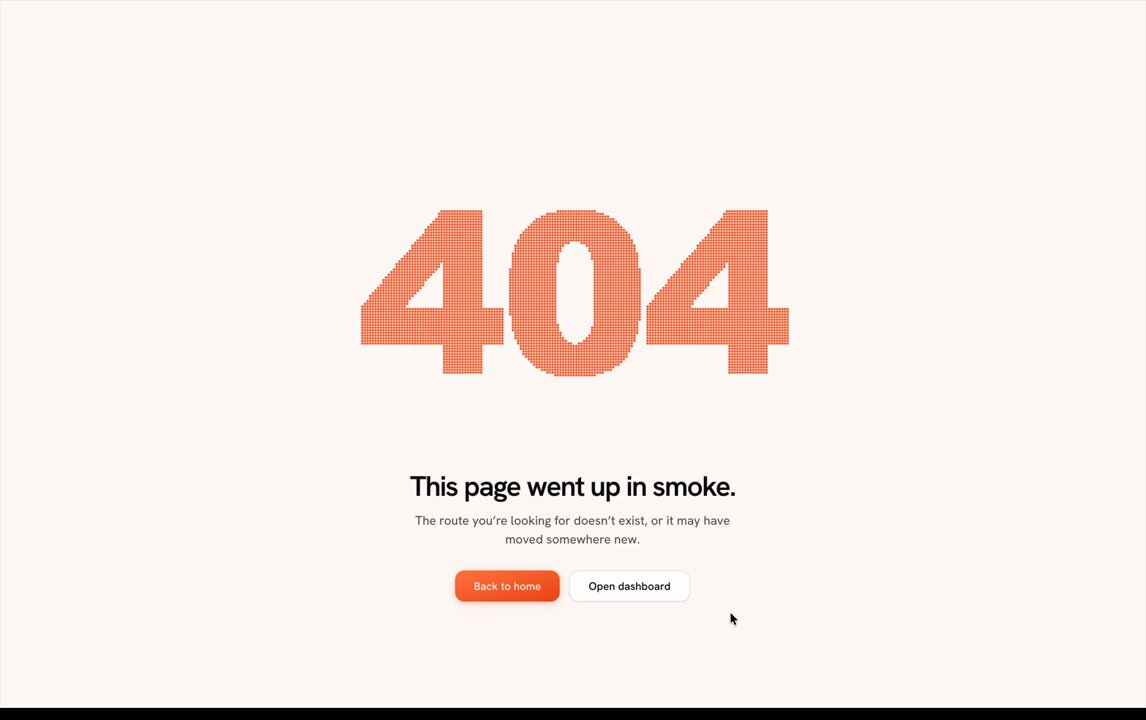 404
This page went up in smoke.
The route you’re looking for doesn’t exist, or it may have
moved somewhere new.
Back to home
Open dashboard